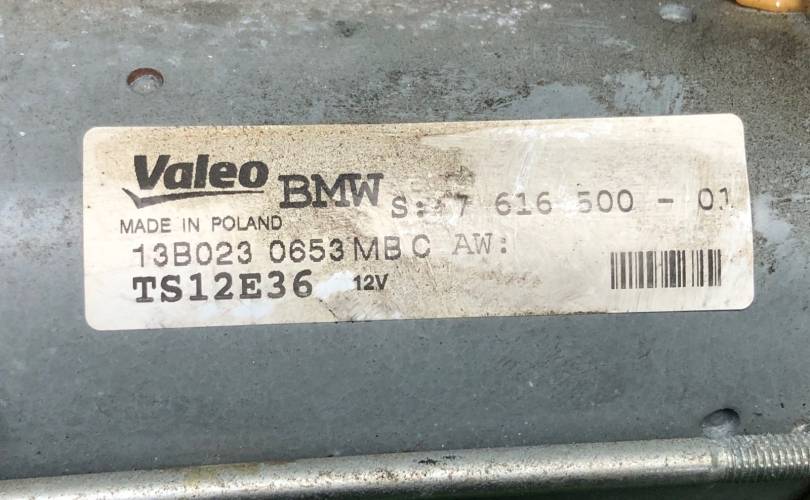 Valeo BMW S: 7 616 500 - 01
MADE IN POLAND
13B023 0653 MB C AW:
TS12E36 12V